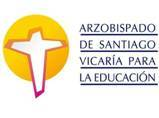 ARZOBISPADO
DE SANTIAGO
VICARÍA PARA
LA EDUCACIÓN